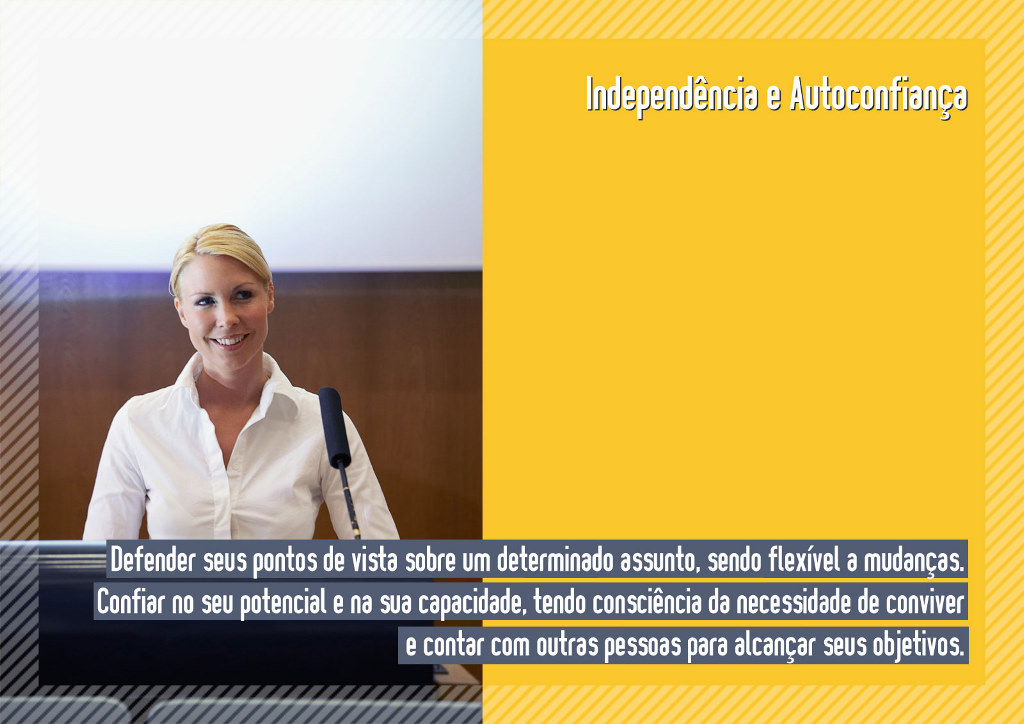 Independência e Autoconfiança
Defender seus pontos de vista sobre um determinado assunto, sendo flexível a mudanças.
Confiar no seu potencial e na sua capacidade, tendo consciência da necessidade de conviver
e contar com outras pessoas para alcançar seus objetivos.